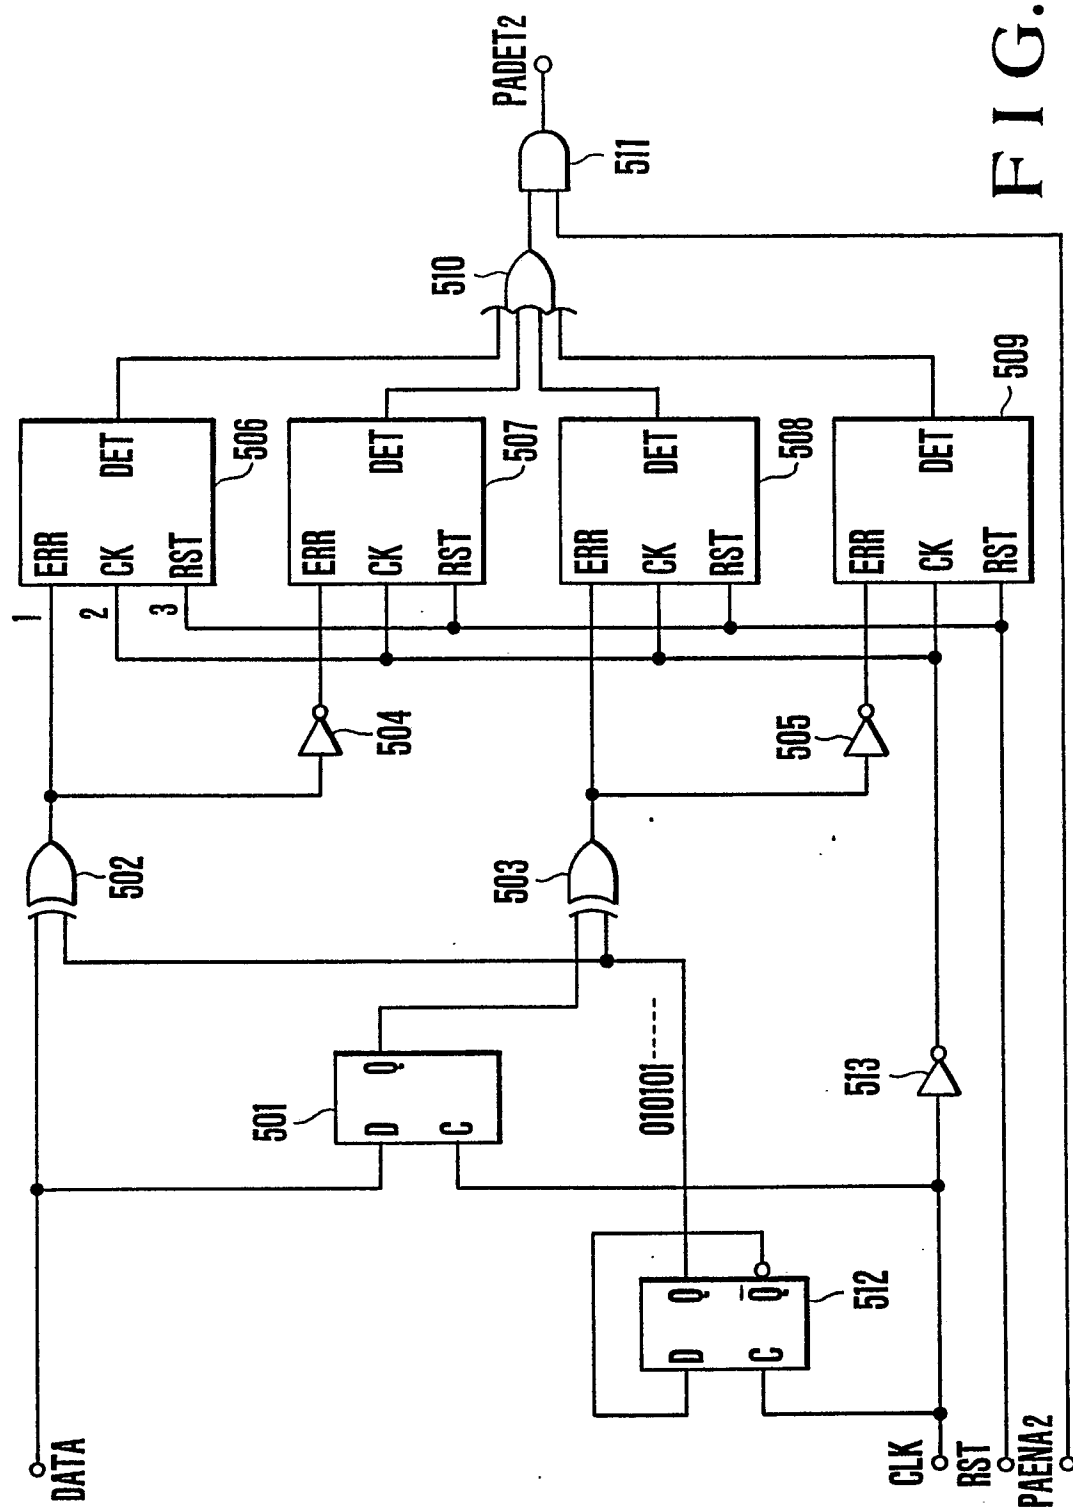 PADET2
511
510
DET
506
ERR
CK
RST
1
2
3
DET
507
ERR
CK
RST
DET
508
ERR
CK
RST
509
DET
ERR
CK
RST
504
505
502
503
501
Q
D
C
010101-----
513
Q
Q̅
D
C
512
DATA
CLK
RST
PAENA2
FIG.